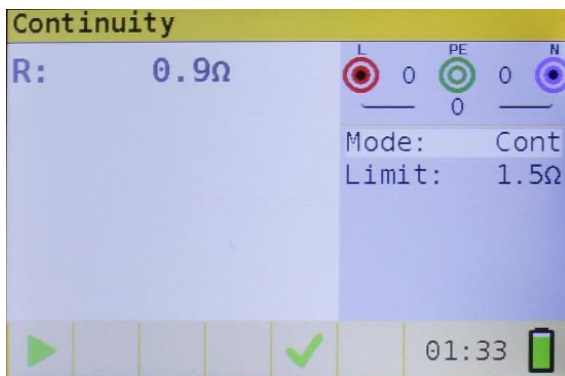 Continuity
R: 0.9Ω
L PE N
0 0
0
Mode: Cont
Limit: 1.5Ω
01:33